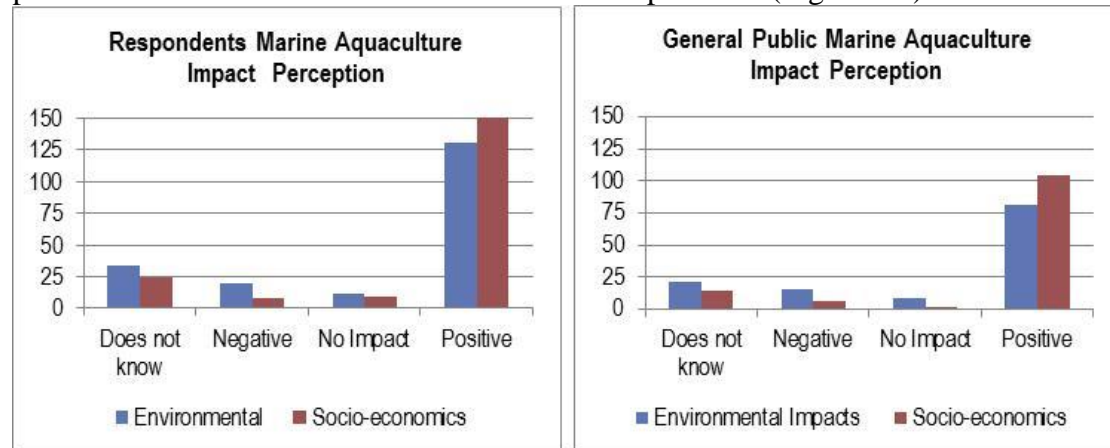 Respondents Marine Aquaculture
Impact Perception
150
125
100
75
50
25
0
Does not
know
Negative
No Impact
Positive
Environmental
Socio-economics
General Public Marine Aquaculture
Impact Perception
150
125
100
75
50
25
0
Does not
know
Negative
No Impact
Positive
Environmental Impacts
Socio-economics